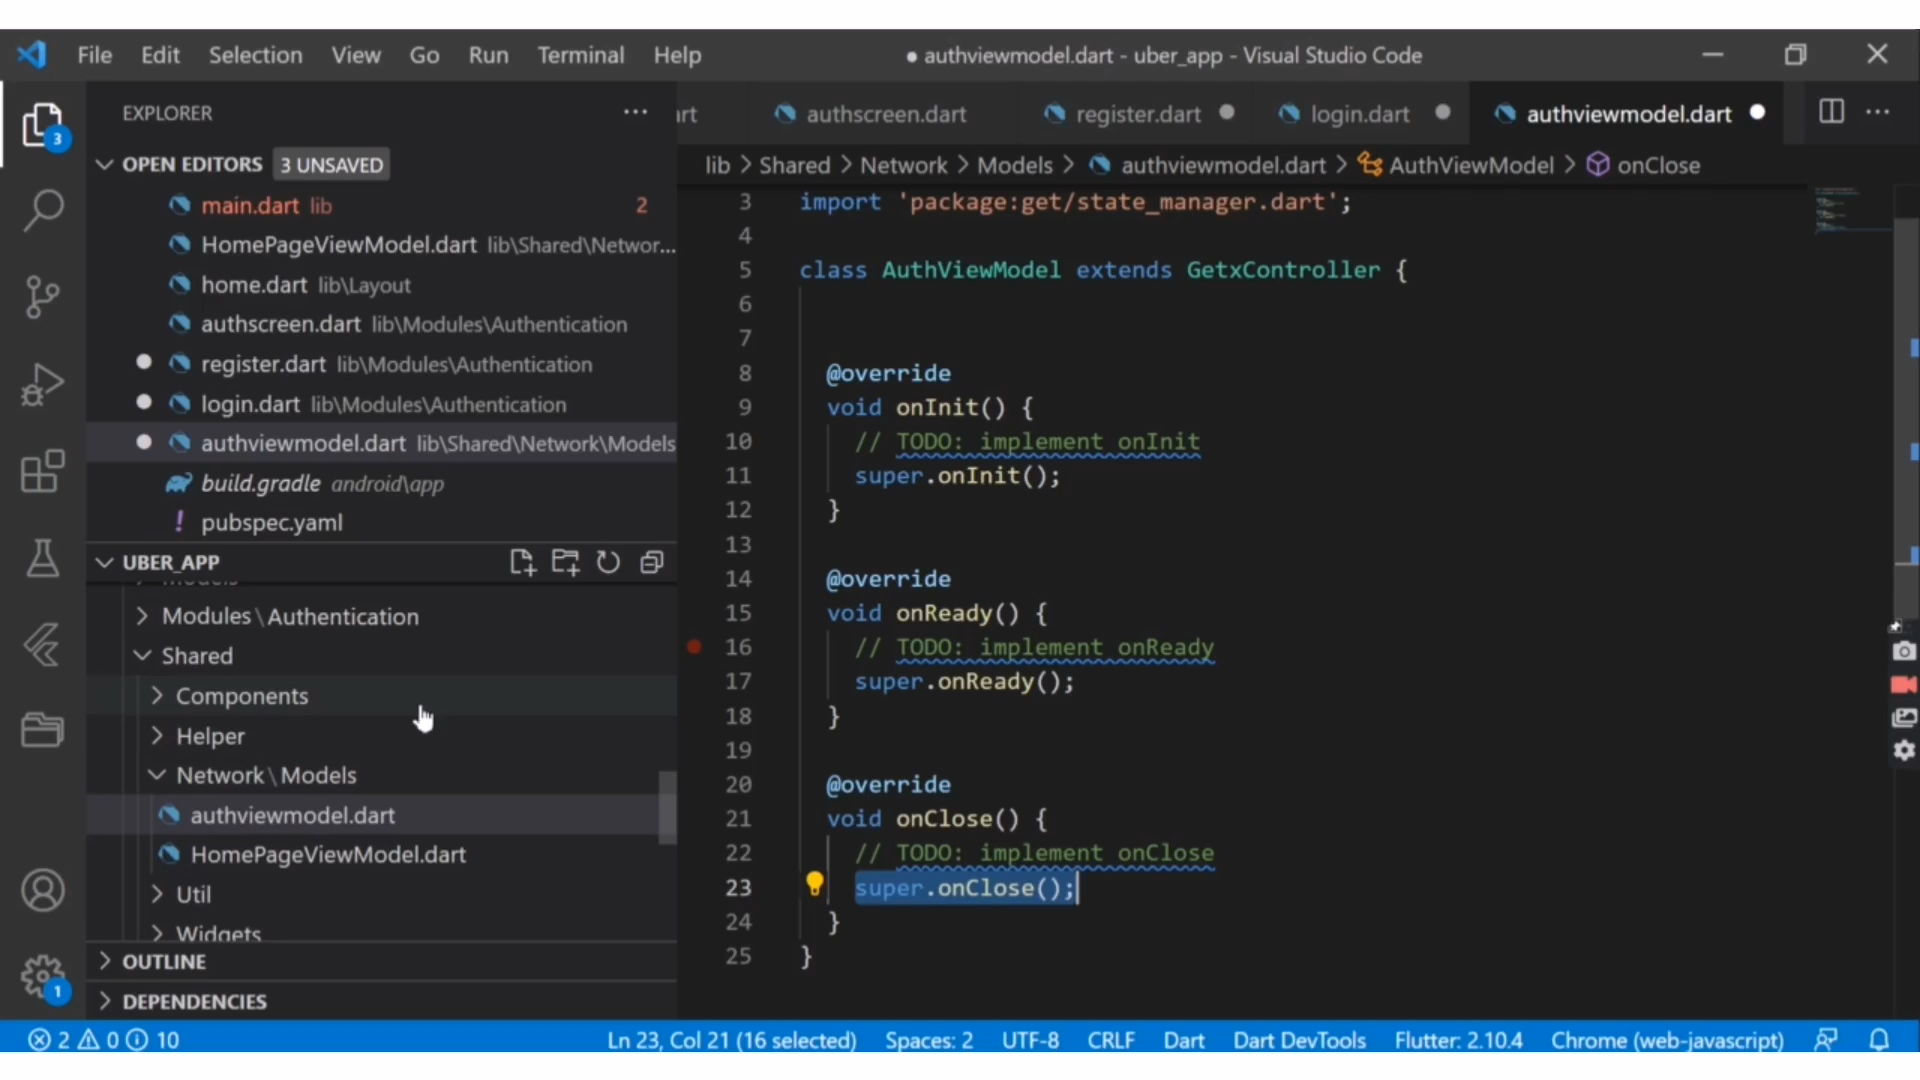 File Edit Selection View Go Run Terminal Help ● authviewmodel.dart - uber_app - Visual Studio Code
EXPLORER
authscreen.dart register.dart login.dart authviewmodel.dart
OPEN EDITORS 3 UNSAVED
lib > Shared > Network > Models > authviewmodel.dart > AuthViewModel > onClose
3
main.dart lib 2
HomePageViewModel.dart lib\Shared\Networ...
home.dart lib\Layout
authscreen.dart lib\Modules\Authentication
register.dart lib\Modules\Authentication
login.dart lib\Modules\Authentication
authviewmodel.dart lib\Shared\Network\Models
build.gradle android\app
! pubspec.yaml
UBER_APP
Models
Modules\Authentication
Shared
Components
Helper
Network\Models
authviewmodel.dart
HomePageViewModel.dart
Util
Widgets
OUTLINE
DEPENDENCIES
1
3 import 'package:get/state_manager.dart';
4
5 class AuthViewModel extends GetxController {
6
7
8 @override
9 void onInit() {
10 // TODO: implement onInit
11 super.onInit();
12 }
13
14 @override
15 void onReady() {
16 // TODO: implement onReady
17 super.onReady();
18 }
19
20 @override
21 void onClose() {
22 // TODO: implement onClose
23 super.onClose();
24 }
25 }
2 0 10 Ln 23, Col 21 (16 selected) Spaces: 2 UTF-8 CRLF Dart Dart DevTools Flutter: 2.10.4 Chrome (web-javascript)